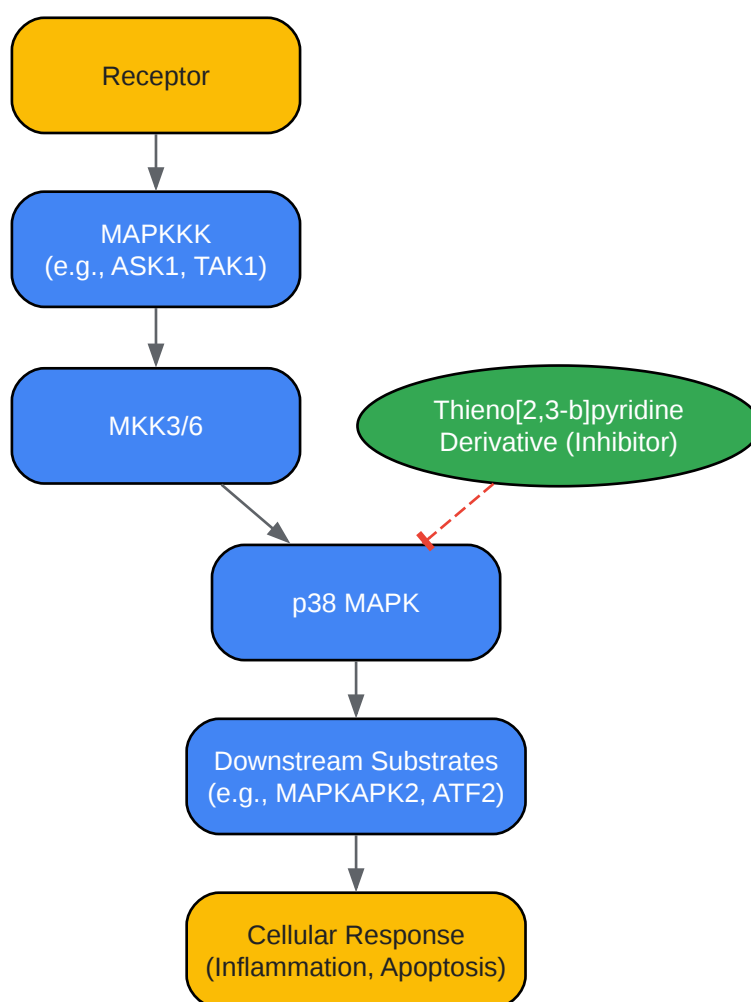 Receptor
MAPKKK
(e.g., ASK1, TAK1)
MKK3/6
Thieno[2,3-b]pyridine
Derivative (Inhibitor)
p38 MAPK
Downstream Substrates
(e.g., MAPKAPK2, ATF2)
Cellular Response
(Inflammation, Apoptosis)